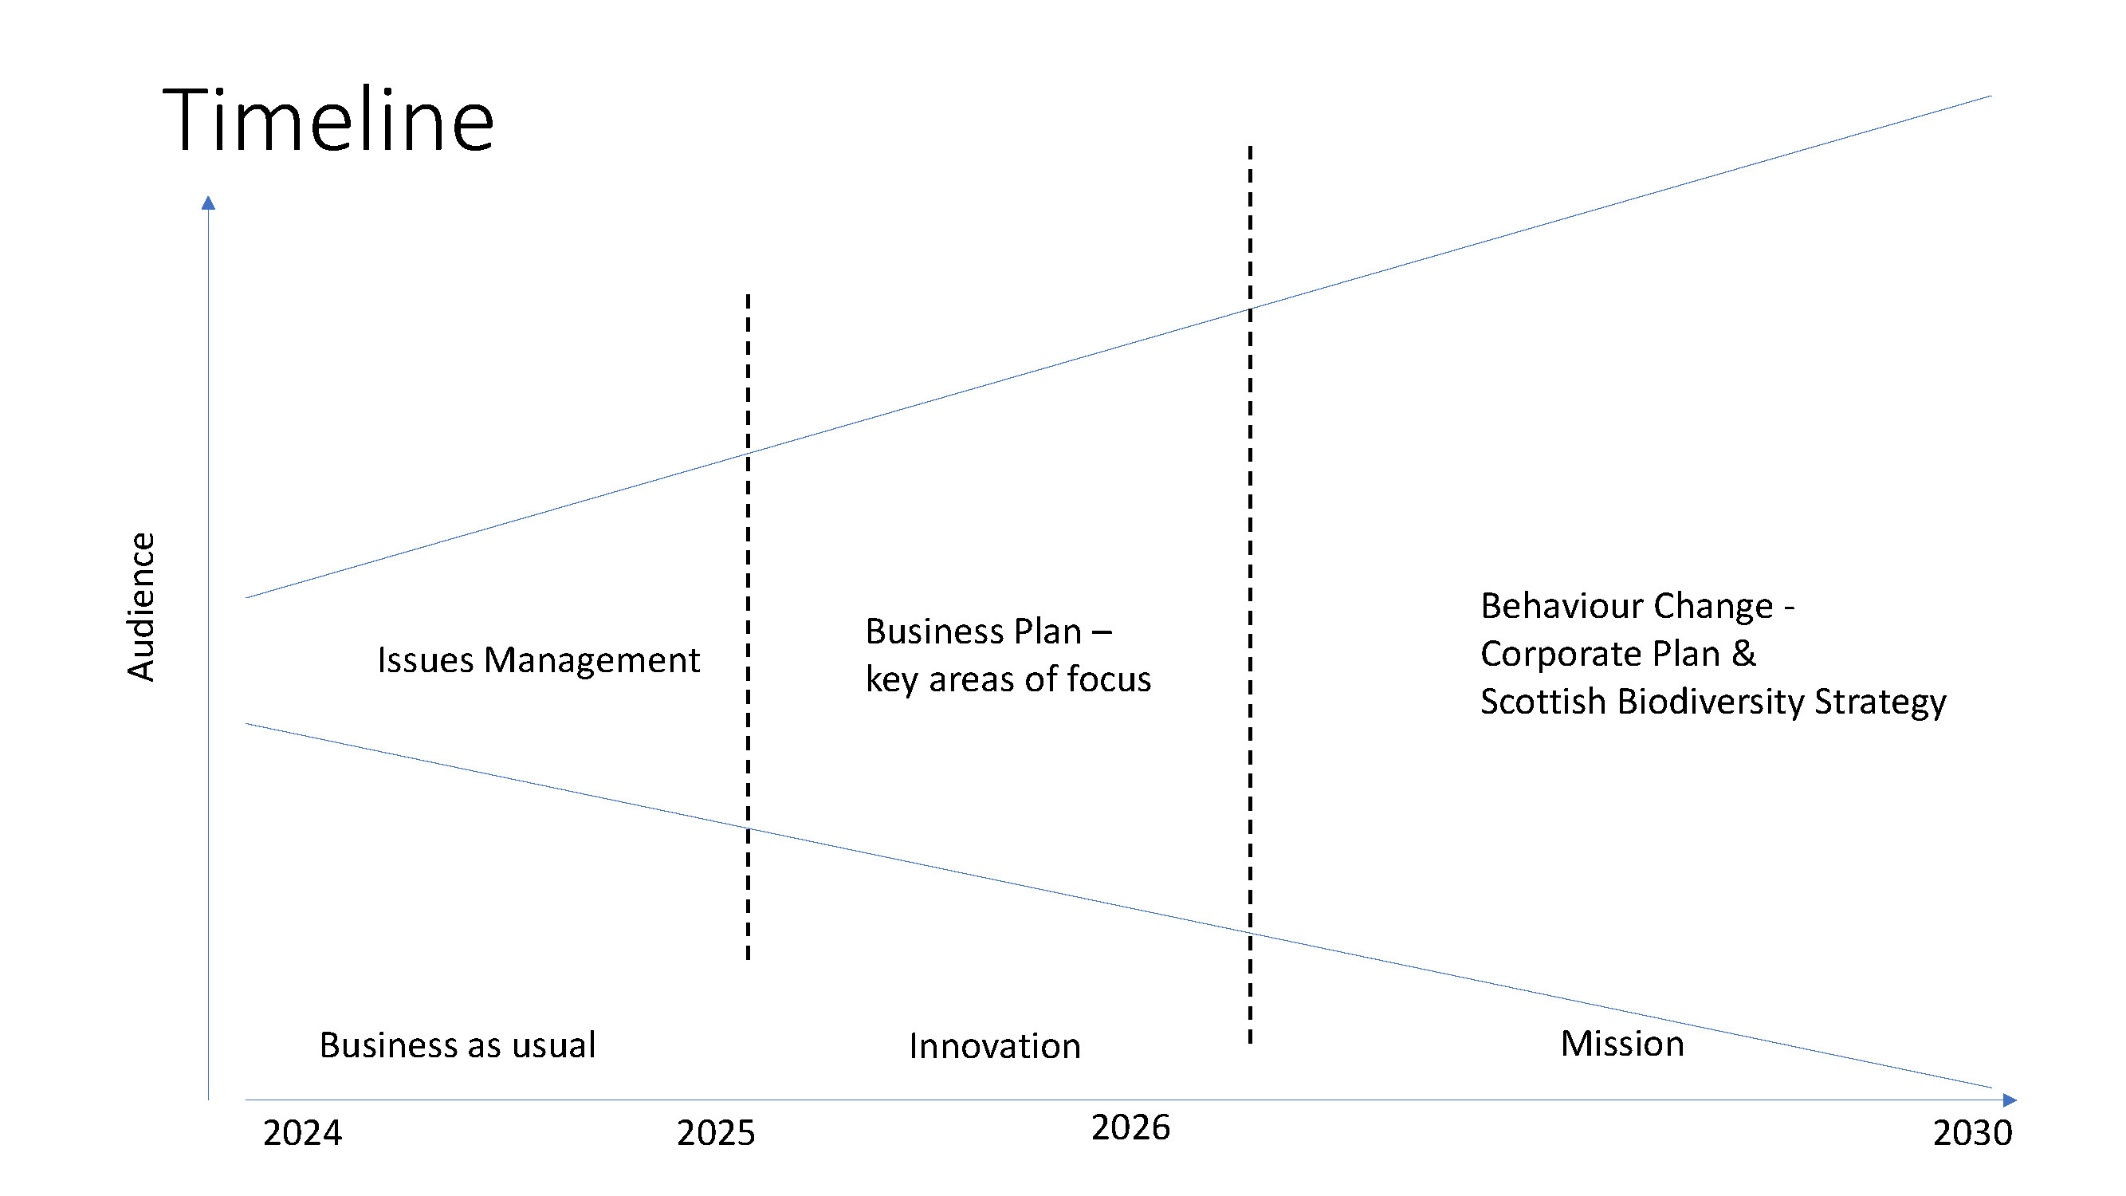 Timeline
Audience
Issues Management
Business Plan –
key areas of focus
Behaviour Change -
Corporate Plan &
Scottish Biodiversity Strategy
Business as usual
Innovation
Mission
2024
2025
2026
2030